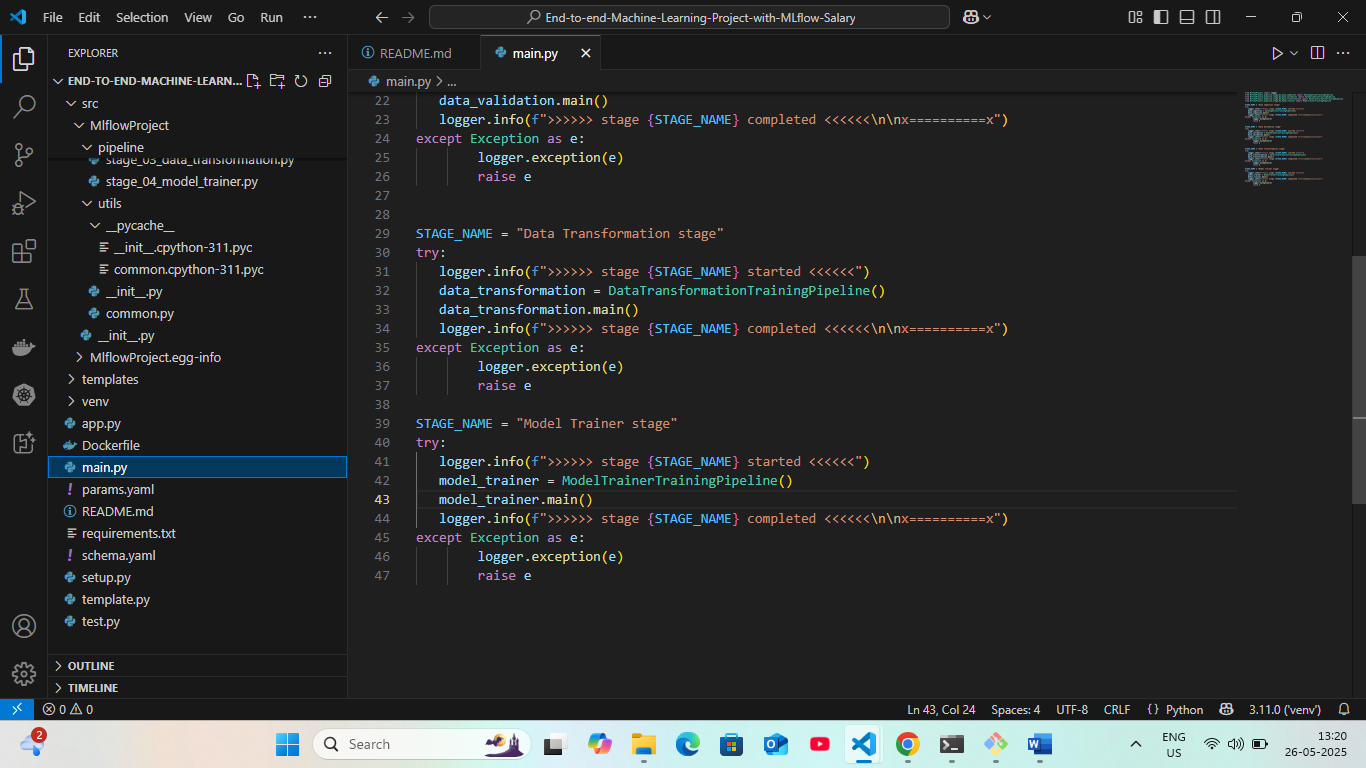 File Edit Selection View Go Run ···
End-to-end-Machine-Learning-Project-with-MLflow-Salary
EXPLORER ···
END-TO-END-MACHINE-LEARN...
src
MlflowProject
pipeline
stage_03_data_transformation.py
stage_04_model_trainer.py
utils
__pycache__
__init__.cpython-311.pyc
common.cpython-311.pyc
__init__.py
common.py
__init__.py
MlflowProject.egg-info
templates
venv
app.py
Dockerfile
main.py
params.yaml
README.md
requirements.txt
schema.yaml
setup.py
template.py
test.py
OUTLINE
TIMELINE
README.md main.py
main.py > ...
22 data_validation.main()
23 logger.info(f">>>>>> stage {STAGE_NAME} completed <<<<<<\n\nx==========x")
24 except Exception as e:
25 logger.exception(e)
26 raise e
27
28
29 STAGE_NAME = "Data Transformation stage"
30 try:
31 logger.info(f">>>>>> stage {STAGE_NAME} started <<<<<<")
32 data_transformation = DataTransformationTrainingPipeline()
33 data_transformation.main()
34 logger.info(f">>>>>> stage {STAGE_NAME} completed <<<<<<\n\nx==========x")
35 except Exception as e:
36 logger.exception(e)
37 raise e
38
39 STAGE_NAME = "Model Trainer stage"
40 try:
41 logger.info(f">>>>>> stage {STAGE_NAME} started <<<<<<")
42 model_trainer = ModelTrainerTrainingPipeline()
43 model_trainer.main()
44 logger.info(f">>>>>> stage {STAGE_NAME} completed <<<<<<\n\nx==========x")
45 except Exception as e:
46 logger.exception(e)
47 raise e
0 0
Ln 43, Col 24 Spaces: 4 UTF-8 CRLF {} Python 3.11.0 ('venv')
2
Search
ENG
US
13:20
26-05-2025